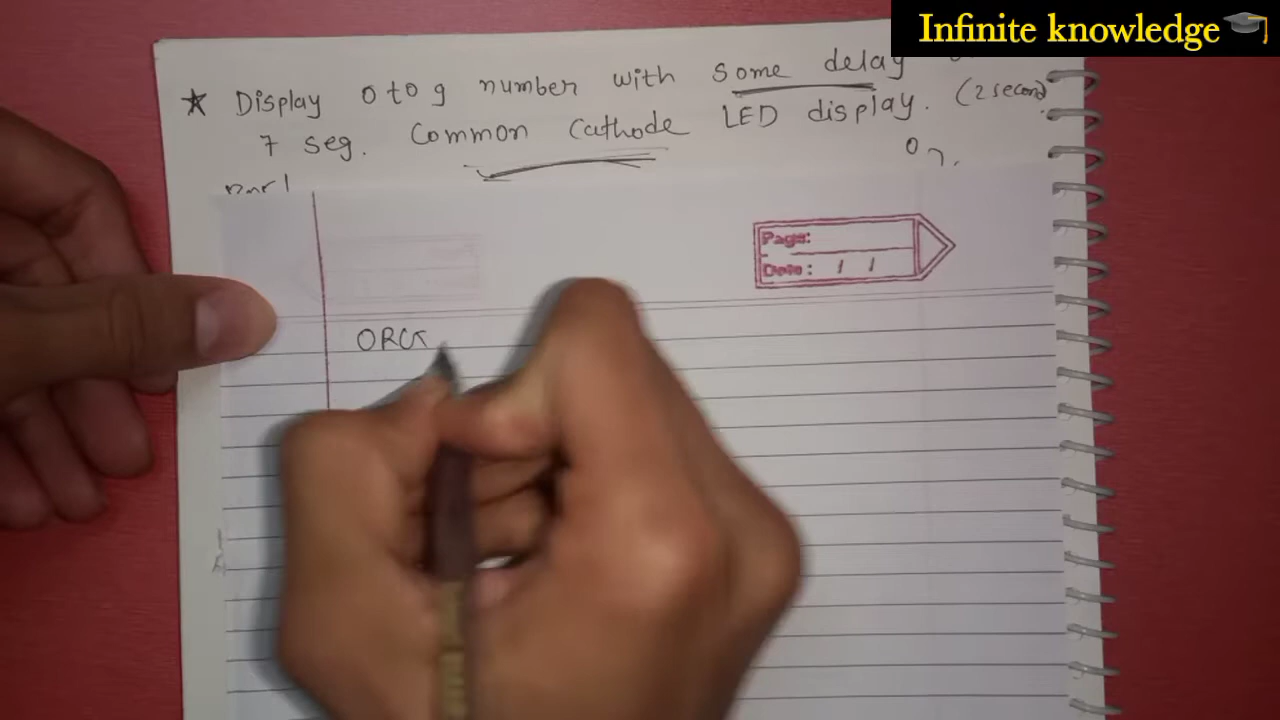 Infinite knowledge
★ Display 0 to 9 number with some delay
7 seg. Common Cathode LED display. (2 second)
Page:
Date: / /
ORG